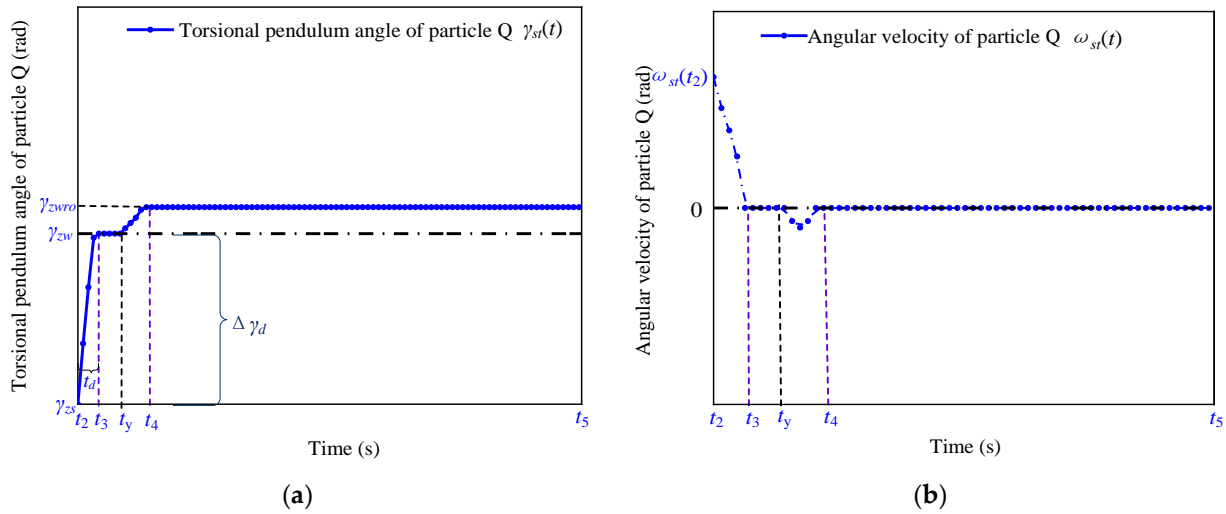 Torsional pendulum angle of particle Q γst(t)
Torsional pendulum angle of particle Q (rad)
γzwro
γzw
Δ γd
td
γzs
t2 t3 ty t4 t5
Time (s)
(a)
Angular velocity of particle Q ωst(t)
Angular velocity of particle Q (rad)
ωst(t2)
0
t2 t3 ty t4 t5
Time (s)
(b)